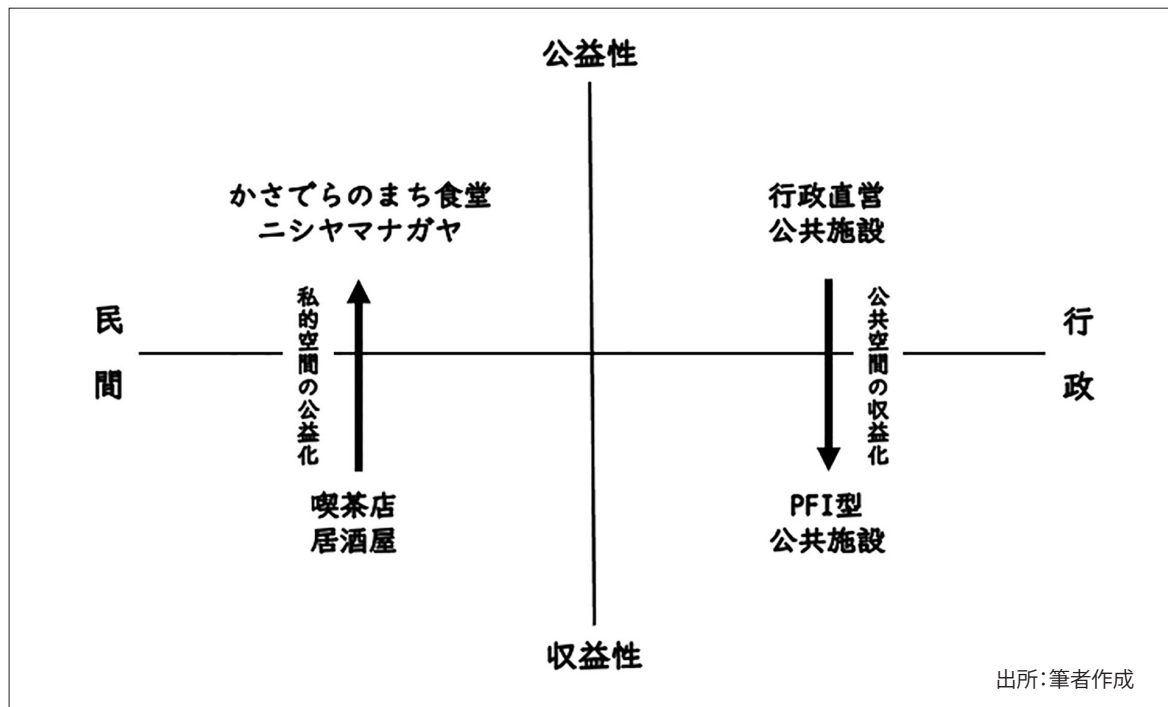 公益性
かさでらのまち食堂
ニシヤマナガヤ
行政直営
公共施設
民間
私的空間の公益化
公共空間の収益化
行政
喫茶店
居酒屋
PFI型
公共施設
収益性
出所:筆者作成